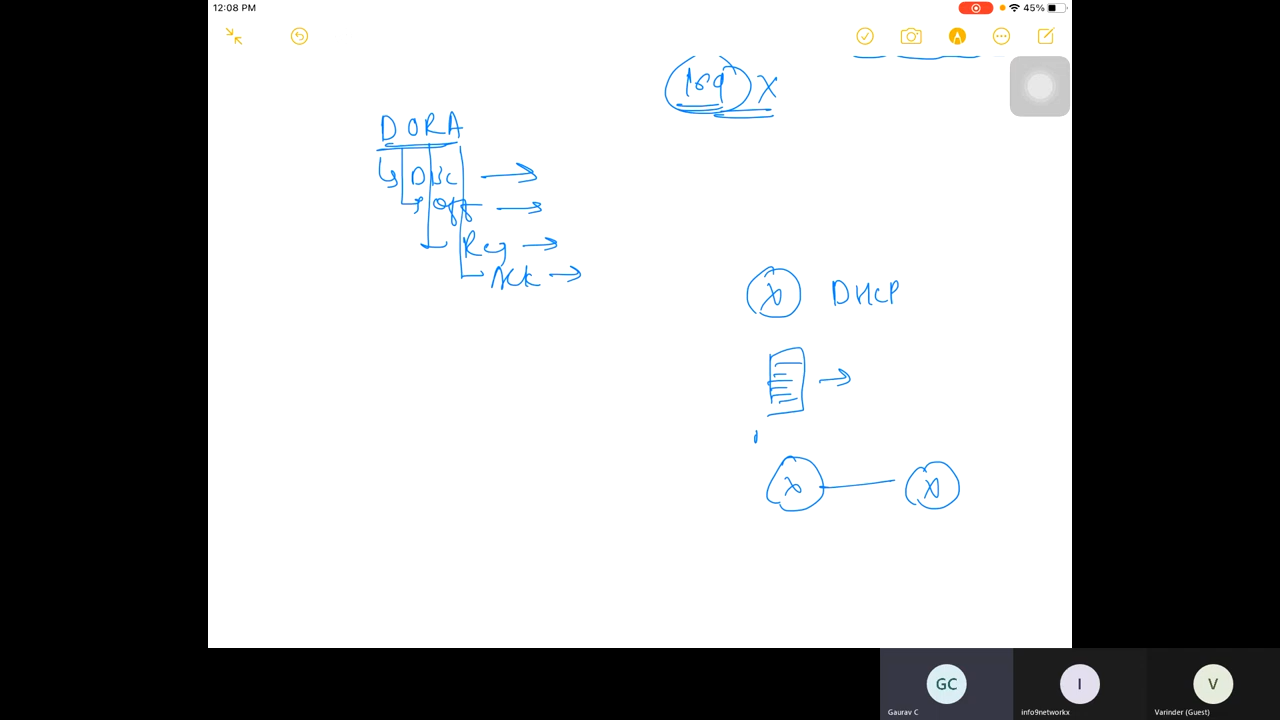 12:08 PM
45%
169 X
DORA
Disc
Off
Req
Ack
DHCP
GC
I
V
Gaurav C
info9networkx
Varinder (Guest)